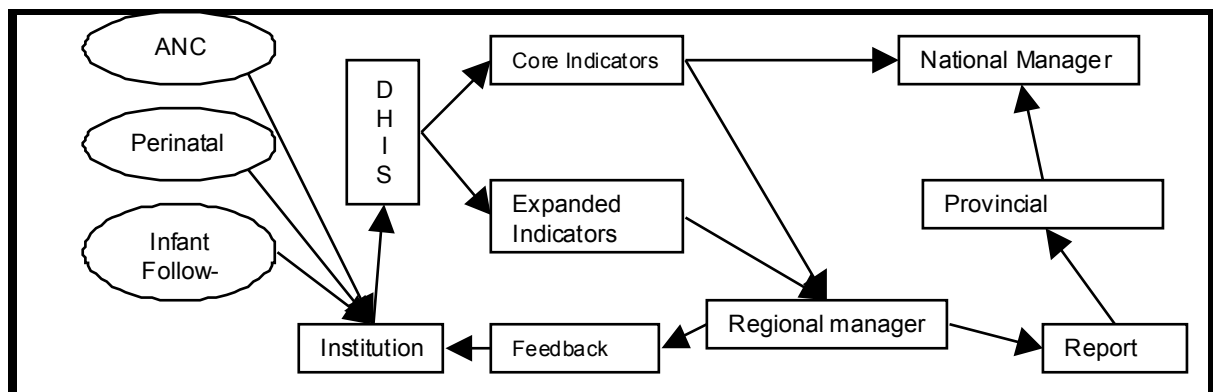 ANC
Perinatal
Infant
Follow-
D
H
I
S
Core Indicators
Expanded
Indicators
National Manager
Provincial
Regional manager
Institution
Feedback
Report